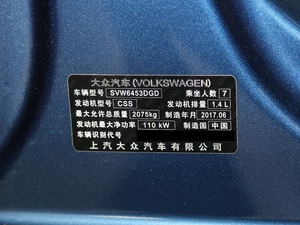 大众汽车(VOLKSWAGEN)
车辆型号 SVW6453DGD 乘坐人数 7
发动机型号 CSS 发动机排量 1.4 L
最大允许总质量 2075kg 制造年月 2017.06
发动机最大净功率 110 kW 制造国 中国
车辆识别代号
上汽大众汽车有限公司